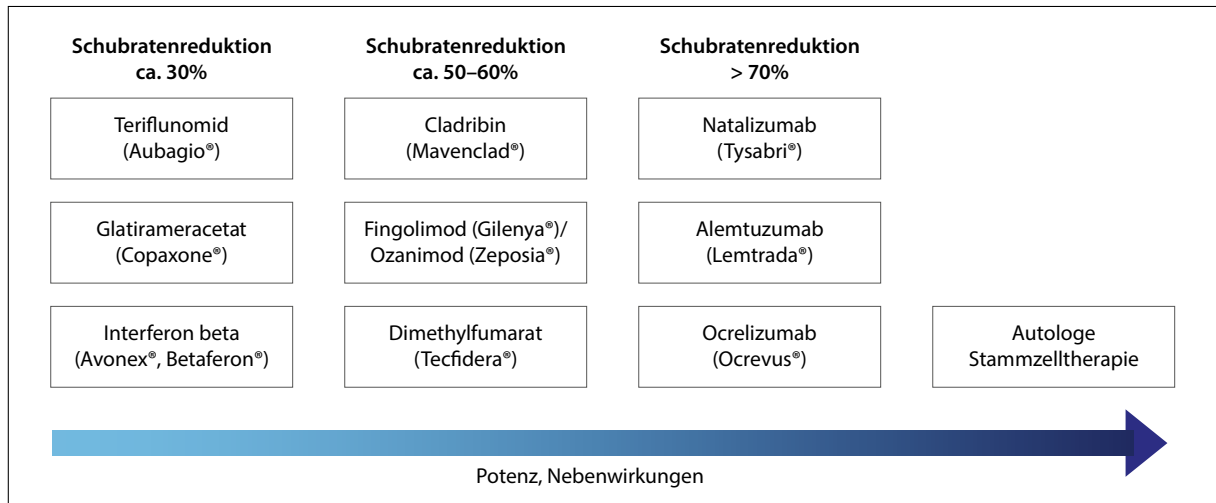 Schubratenreduktion
ca. 30%
Schubratenreduktion
ca. 50–60%
Schubratenreduktion
> 70%
Teriflunomid
(Aubagio®)
Cladribin
(Mavenclad®)
Natalizumab
(Tysabri®)
Glatirameracetat
(Copaxone®)
Fingolimod (Gilenya®)/
Ozanimod (Zeposia®)
Alemtuzumab
(Lemtrada®)
Interferon beta
(Avonex®, Betaferon®)
Dimethylfumarat
(Tecfidera®)
Ocrelizumab
(Ocrevus®)
Autologe
Stammzelltherapie
Potenz, Nebenwirkungen